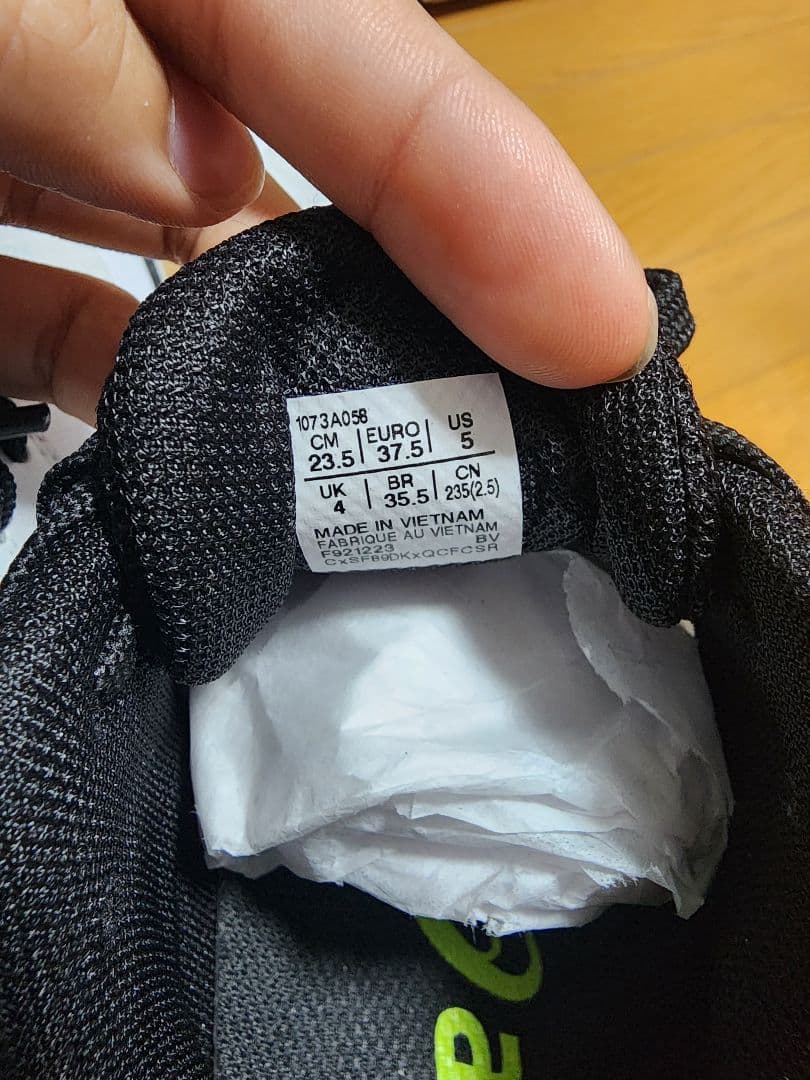 1073A058
CM 23.5 | EURO 37.5 | US 5
UK 4 | BR 35.5 | CN 235(2.5)
MADE IN VIETNAM
FABRIQUE AU VIETNAM
F921223 BV
a